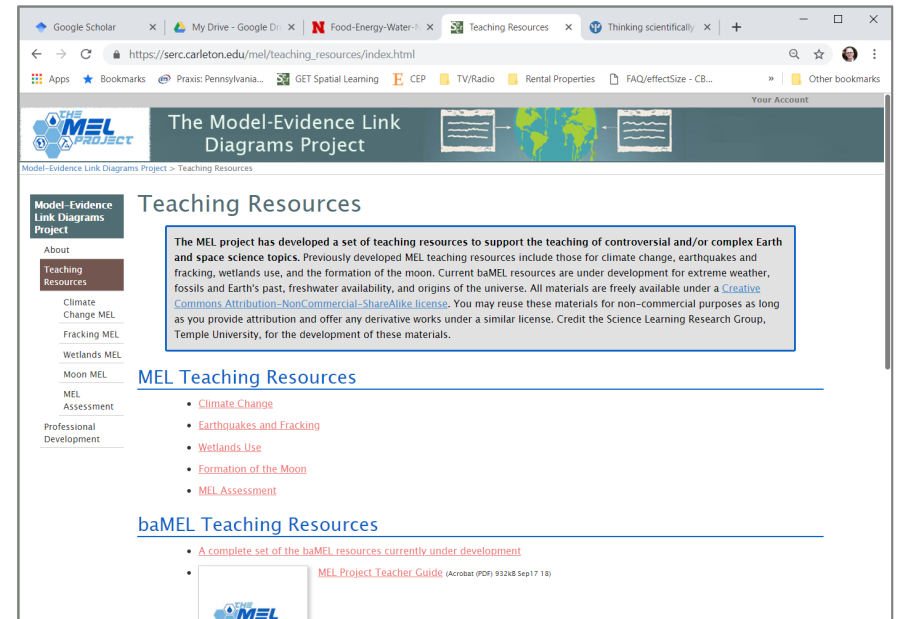 Google Scholar
My Drive - Google Dri
Food-Energy-Water-N
Teaching Resources
Thinking scientifically
https://serc.carleton.edu/mel/teaching_resources/index.html
Apps
Bookmarks
Praxis: Pennsylvania...
GET Spatial Learning
CEP
TV/Radio
Rental Properties
FAQ/effectSize - CB...
»
Other bookmarks
Your Account
THE
MEL
PROJECT
The Model-Evidence Link
Diagrams Project
Model-Evidence Link Diagrams Project > Teaching Resources
Model-Evidence
Link Diagrams
Project
About
Teaching
Resources
Climate
Change MEL
Fracking MEL
Wetlands MEL
Moon MEL
MEL
Assessment
Professional
Development
Teaching Resources
The MEL project has developed a set of teaching resources to support the teaching of controversial and/or complex Earth
and space science topics. Previously developed MEL teaching resources include those for climate change, earthquakes and
fracking, wetlands use, and the formation of the moon. Current baMEL resources are under development for extreme weather,
fossils and Earth's past, freshwater availability, and origins of the universe. All materials are freely available under a Creative
Commons Attribution-NonCommercial-ShareAlike license. You may reuse these materials for non-commercial purposes as long
as you provide attribution and offer any derivative works under a similar license. Credit the Science Learning Research Group,
Temple University, for the development of these materials.
MEL Teaching Resources
• Climate Change
• Earthquakes and Fracking
• Wetlands Use
• Formation of the Moon
• MEL Assessment
baMEL Teaching Resources
• A complete set of the baMEL resources currently under development
• MEL Project Teacher Guide (Acrobat (PDF) 932kB Sep17 18)
THE
MEL